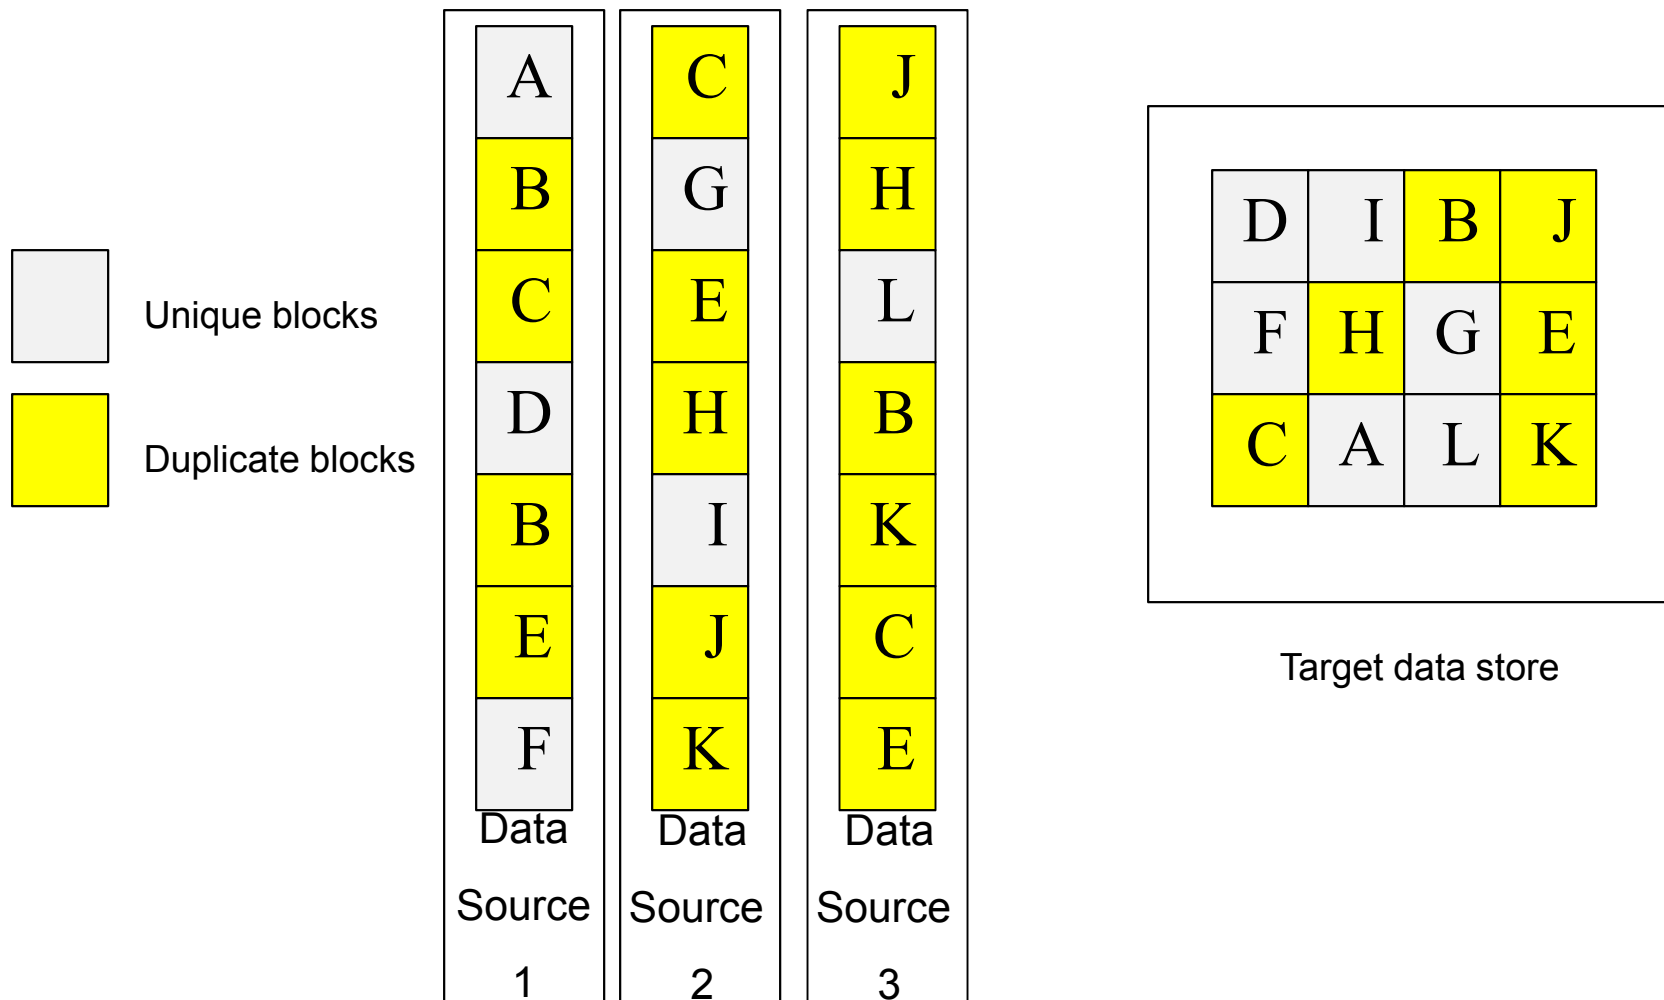 Unique blocks
Duplicate blocks
A
B
C
D
B
E
F
Data
Source
1
C
G
E
H
I
J
K
Data
Source
2
J
H
L
B
K
C
E
Data
Source
3
D I B J
F H G E
C A L K
Target data store